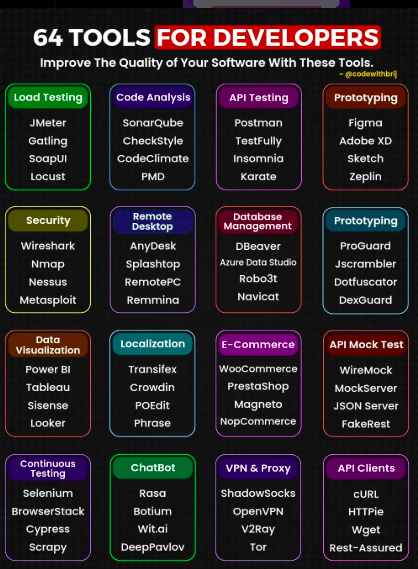 64 TOOLS FOR DEVELOPERS
Improve The Quality of Your Software With These Tools.
~ @codewithbrij
Load Testing
JMeter
Gatling
SoapUI
Locust
Code Analysis
SonarQube
CheckStyle
CodeClimate
PMD
API Testing
Postman
TestFully
Insomnia
Karate
Prototyping
Figma
Adobe XD
Sketch
Zeplin
Security
Wireshark
Nmap
Nessus
Metasploit
Remote
Desktop
AnyDesk
Splashtop
RemotePC
Remmina
Database
Management
DBeaver
Azure Data Studio
Robo3t
Navicat
Prototyping
ProGuard
Jscrambler
Dotfuscator
DexGuard
Data
Visualization
Power BI
Tableau
Sisense
Looker
Localization
Transifex
Crowdin
POEdit
Phrase
E-Commerce
WooCommerce
PrestaShop
Magneto
NopCommerce
API Mock Test
WireMock
MockServer
JSON Server
FakeRest
Continuous
Testing
Selenium
BrowserStack
Cypress
Scrapy
ChatBot
Rasa
Botium
Wit.ai
DeepPavlov
VPN & Proxy
ShadowSocks
OpenVPN
V2Ray
Tor
API Clients
cURL
HTTPie
Wget
Rest-Assured